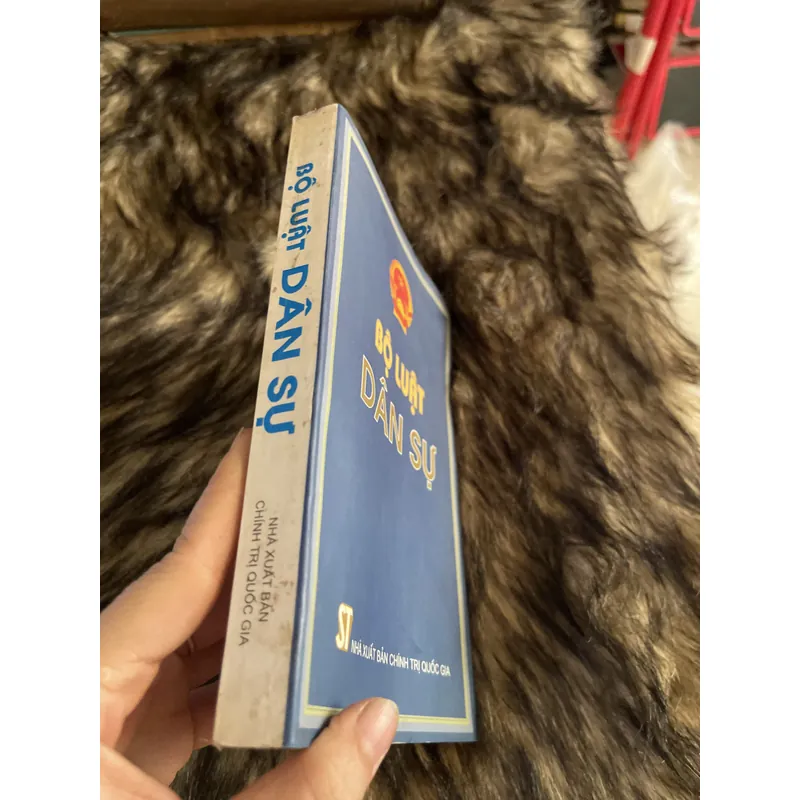 BỘ LUẬT DÂN SỰ
NHÀ XUẤT BẢN
CHÍNH TRỊ QUỐC GIA
BỘ LUẬT
DÂN SỰ
ST NHÀ XUẤT BẢN CHÍNH TRỊ QUỐC GIA